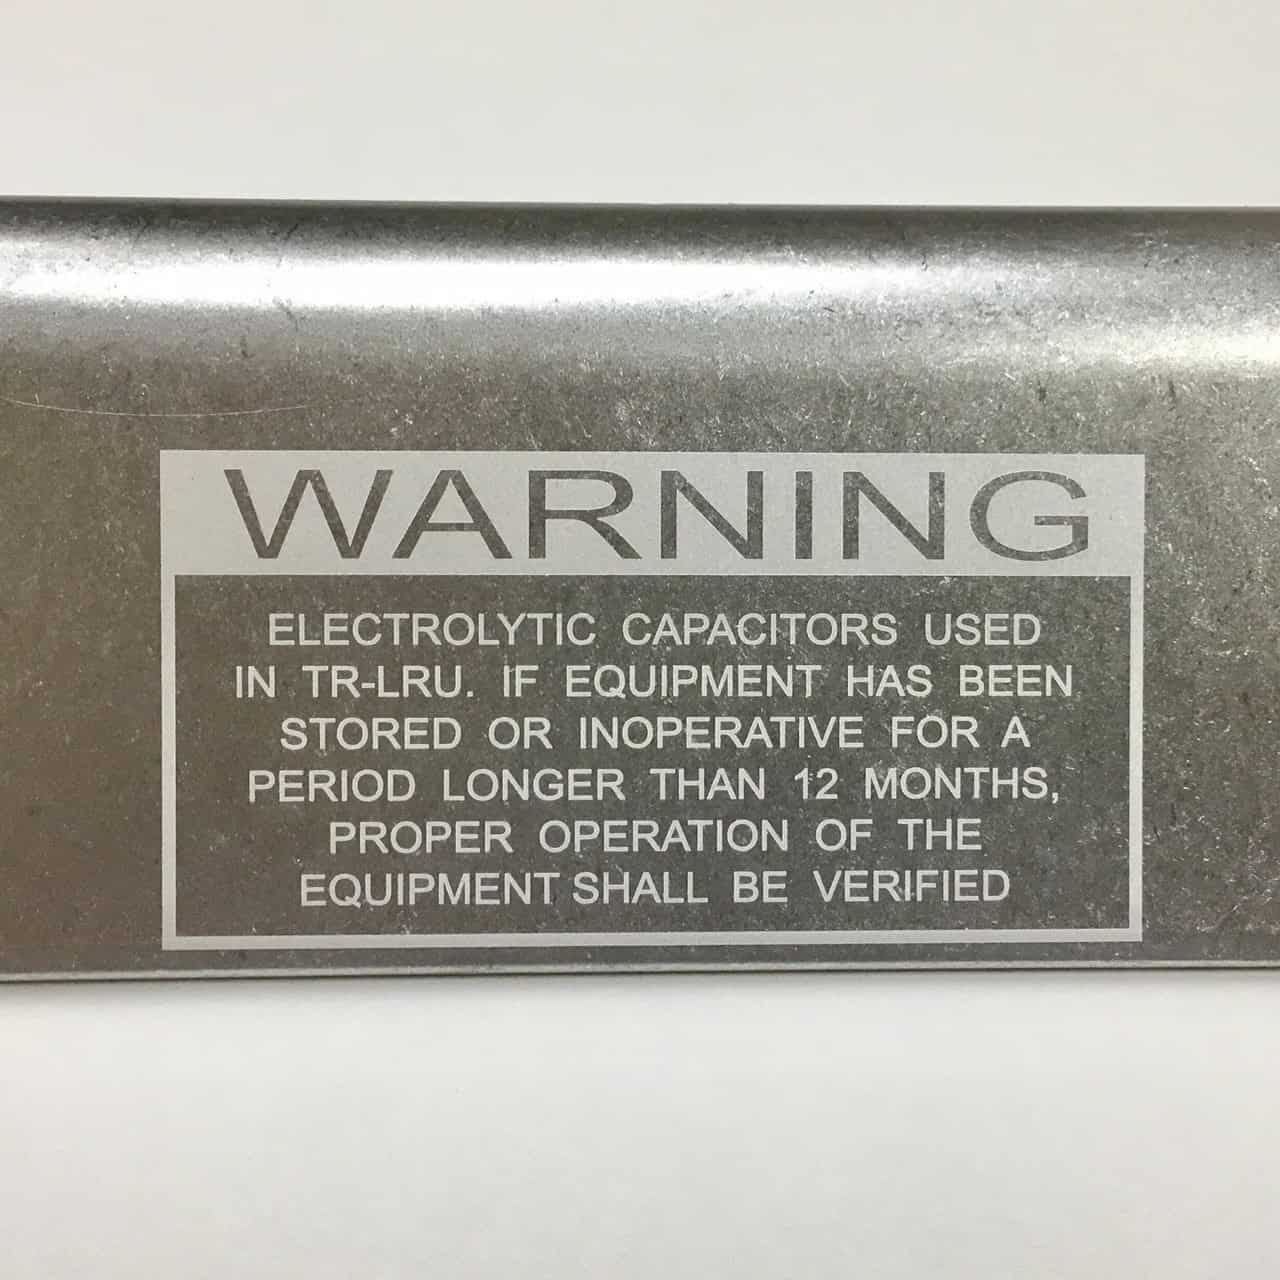 WARNING
ELECTROLYTIC CAPACITORS USED
IN TR-LRU. IF EQUIPMENT HAS BEEN
STORED OR INOPERATIVE FOR A
PERIOD LONGER THAN 12 MONTHS,
PROPER OPERATION OF THE
EQUIPMENT SHALL BE VERIFIED